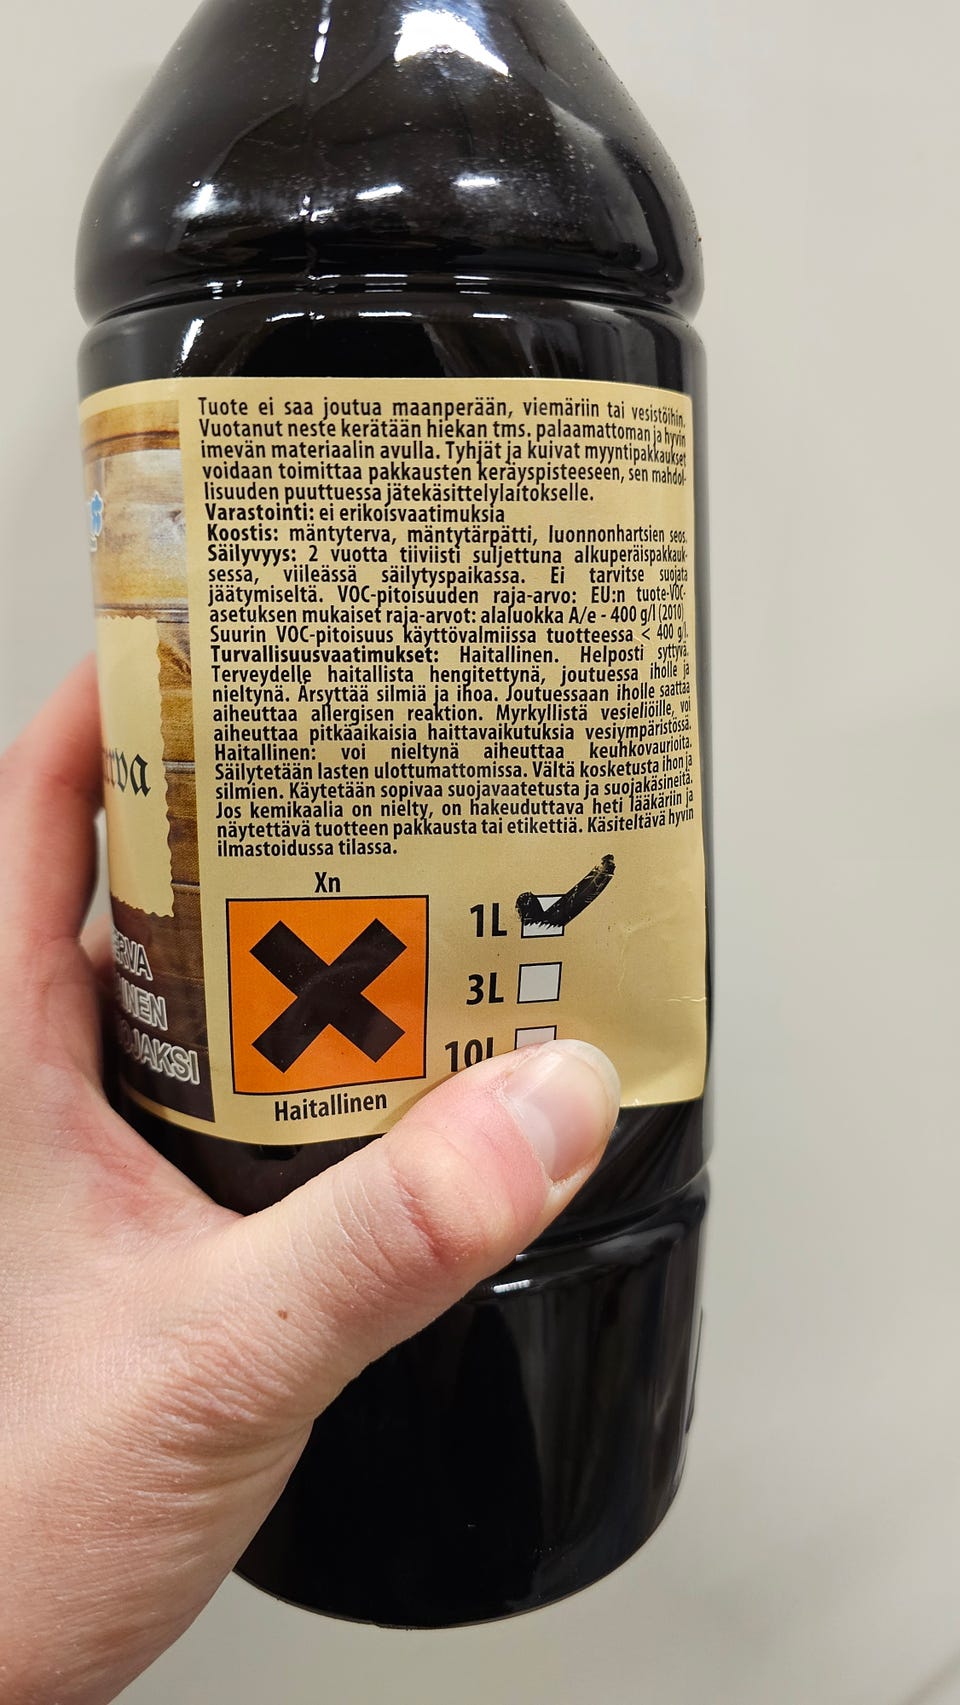 Tuote ei saa joutua maanperään, viemäriin tai vesistöihin.
Vuotanut neste kerätään hiekan tms. palaamattoman ja hyvin
imevän materiaalin avulla. Tyhjät ja kuivat myyntipakkaukset
voidaan toimittaa pakkausten keräyspisteeseen, sen mahdol-
lisuuden puuttuessa jätekäsittelylaitokselle.
Varastointi: ei erikoisvaatimuksia
Koostis: mäntyterva, mäntytärpätti, luonnonhartsien seos.
Säilyvyys: 2 vuotta tiiviisti suljettuna alkuperäispakkauk-
sessa, viileässä säilytyspaikassa. Ei tarvitse suojata
jäätymiseltä. VOC-pitoisuuden raja-arvo: EU:n tuote-VOC-
asetuksen mukaiset raja-arvot: alaluokka A/e - 400 g/l (2010)
Suurin VOC-pitoisuus käyttövalmiissa tuotteessa < 400 g/l.
Turvallisuusvaatimukset: Haitallinen. Helposti syttyvä.
Terveydelle haitallista hengitettynä, joutuessa iholle ja
nieltynä. Ärsyttää silmiä ja ihoa. Joutuessaan iholle saattaa
aiheuttaa allergisen reaktion. Myrkyllistä vesieliöille, voi
aiheuttaa pitkäaikaisia haittavaikutuksia vesiympäristössä.
Haitallinen: voi nieltynä aiheuttaa keuhkovaurioita.
Säilytetään lasten ulottumattomissa. Vältä kosketusta ihon ja
silmien. Käytetään sopivaa suojavaatetusta ja suojakäsineitä.
Jos kemikaalia on nielty, on hakeuduttava heti lääkäriin ja
näytettävä tuotteen pakkausta tai etikettiä. Käsiteltävä hyvin
ilmastoidussa tilassa.
Xn
Haitallinen
1L
3L
10L